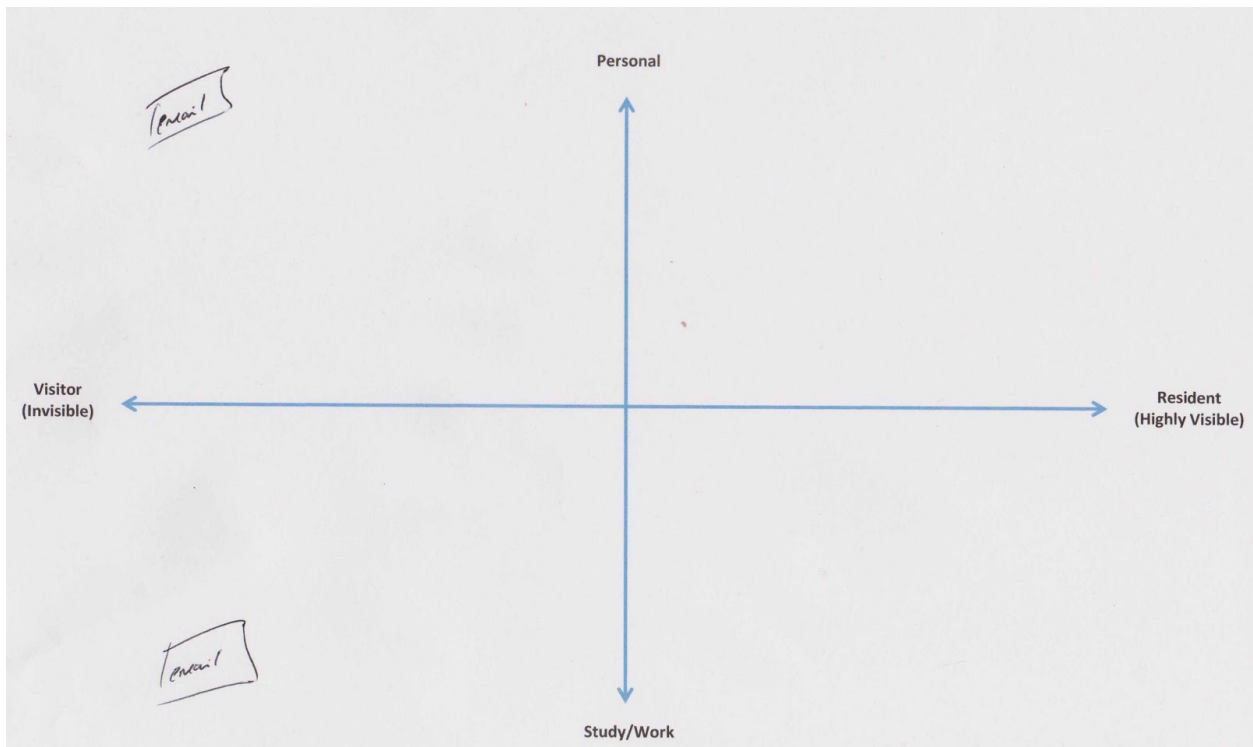 Personal
email
Visitor
(Invisible)
Resident
(Highly Visible)
email
Study/Work